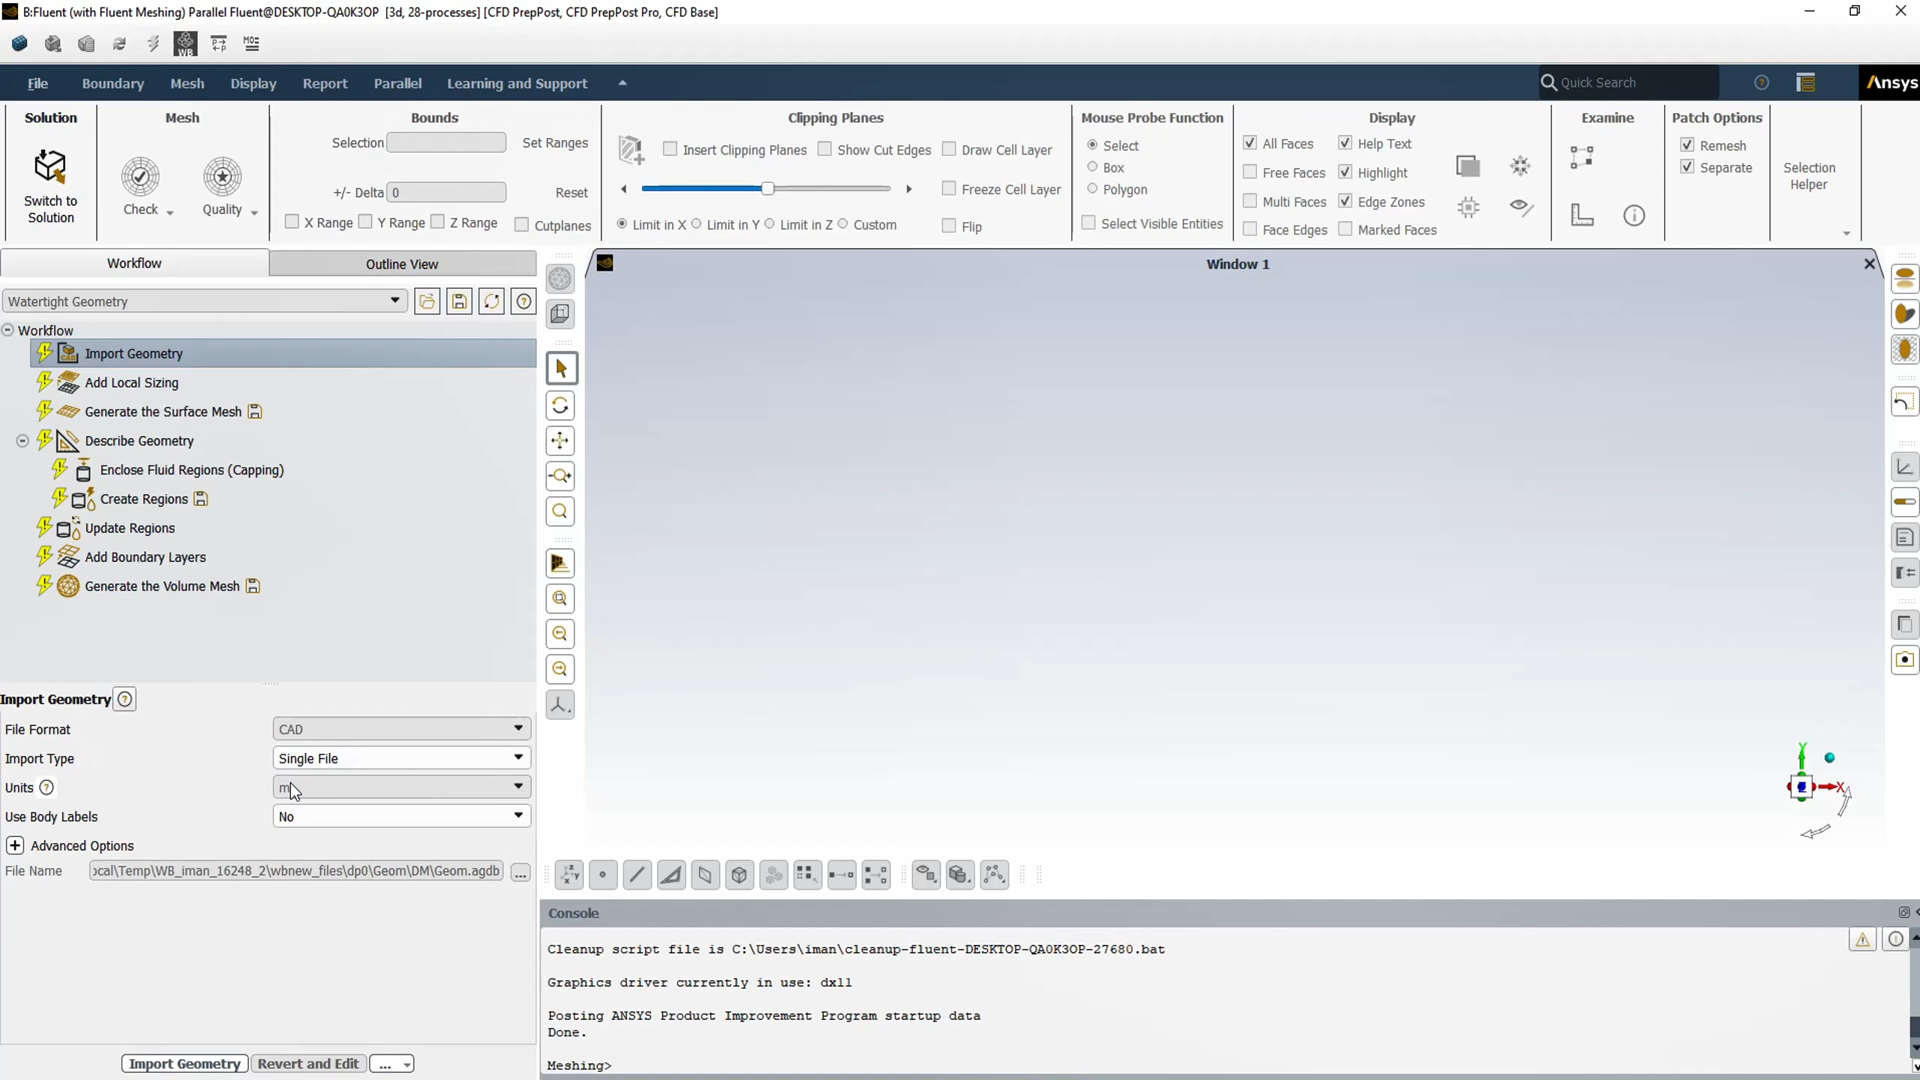 B:Fluent (with Fluent Meshing) Parallel Fluent@DESKTOP-QA0K3OP [3d, 28-processes] [CFD PrepPost, CFD PrepPost Pro, CFD Base]
WB
File Boundary Mesh Display Report Parallel Learning and Support Quick Search Ansys
Solution
Switch to
Solution
Mesh
Check
Quality
Bounds
Selection Set Ranges
+/- Delta 0 Reset
X Range Y Range Z Range Cutplanes
Clipping Planes
Insert Clipping Planes Show Cut Edges Draw Cell Layer
Freeze Cell Layer
Limit in X Limit in Y Limit in Z Custom Flip
Mouse Probe Function
Select
Box
Polygon
Select Visible Entities
Display
All Faces Help Text
Free Faces Highlight
Multi Faces Edge Zones
Face Edges Marked Faces
Examine
Patch Options
Remesh
Separate
Selection
Helper
Workflow Outline View
Watertight Geometry
Workflow
Import Geometry
Add Local Sizing
Generate the Surface Mesh
Describe Geometry
Enclose Fluid Regions (Capping)
Create Regions
Update Regions
Add Boundary Layers
Generate the Volume Mesh
Import Geometry
File Format CAD
Import Type Single File
Units
Use Body Labels No
Advanced Options
File Name ocal\Temp\WB_iman_16248_2\wbnew_files\dp0\Geom\DM\Geom.agdb ...
Import Geometry Revert and Edit ...
Window 1
Y
X
Z
Console
Cleanup script file is C:\Users\iman\cleanup-fluent-DESKTOP-QA0K3OP-27680.bat
Graphics driver currently in use: dx11
Posting ANSYS Product Improvement Program startup data
Done.
Meshing>